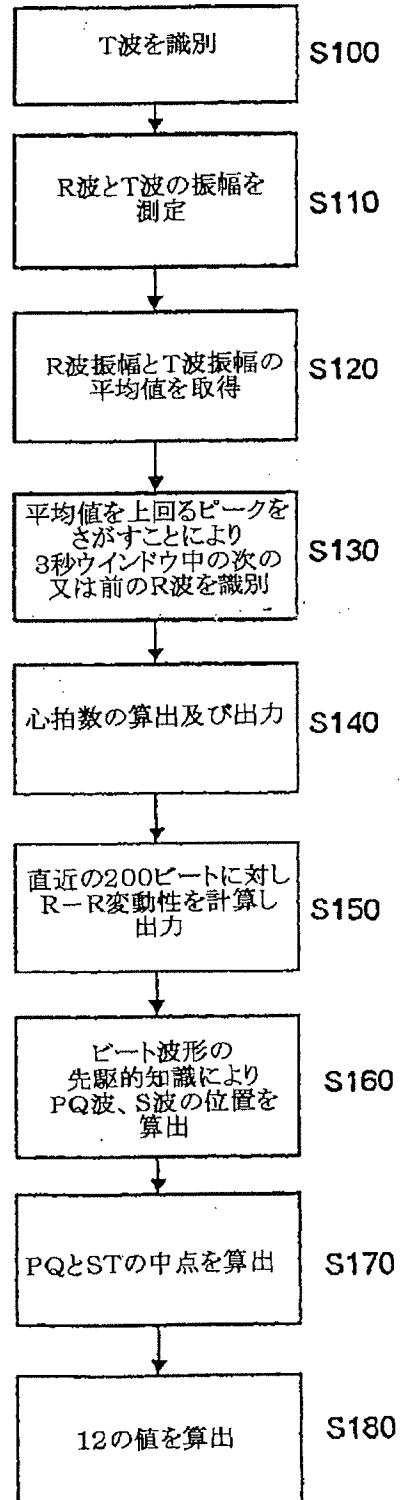 T波を識別
S100
R波とT波の振幅を
測定
S110
R波振幅とT波振幅の
平均値を取得
S120
平均値を上回るピークを
さがすことにより
3秒ウインドウ中の次の
又は前のR波を識別
S130
心拍数の算出及び出力
S140
直近の200ビートに対し
R－R変動性を計算し
出力
S150
ビート波形の
先駆的知識により
PQ波、S波の位置を
算出
S160
PQとSTの中点を算出
S170
12の値を算出
S180